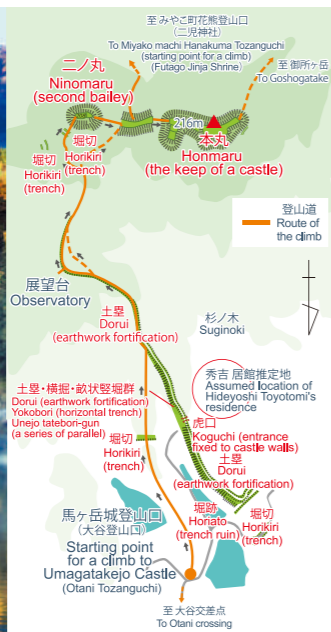 至 みやこ町花熊登山口
（二児神社）
To Miyako machi Hanakuma Tozanguchi
(starting point for a climb)
(Futago Jinja Shrine)
至 御所ヶ岳
To Goshogatake
二ノ丸
Ninomaru
(second bailey)
216m
本丸
Honmaru
(the keep of a castle)
堀切
Horikiri
(trench)
堀切
Horikiri
(trench)
登山道
Route of
the climb
展望台
Observatory
土塁
Dorui
(earthwork fortification)
杉ノ木
Suginoki
秀吉 居館推定地
Assumed location of
Hideyoshi Toyotomi's
residence
土塁・横掘・畝状竪堀群
Dorui (earthwork fortification)
Yokobori (horizontal trench)
Unejo tatebori-gun
(a series of parallel)
虎口
Koguchi (entrance
fixed to castle walls)
堀切
Horikiri
(trench)
土塁
Dorui
(earthwork fortification)
馬ヶ岳城登山口
（大谷登山口）
Starting point
for a climb to
Umagatakejo Castle
(Otani Tozanguchi)
堀跡
Horiato
(trench ruin)
堀切
Horikiri
(trench)
至 大谷交差点
To Otani crossing